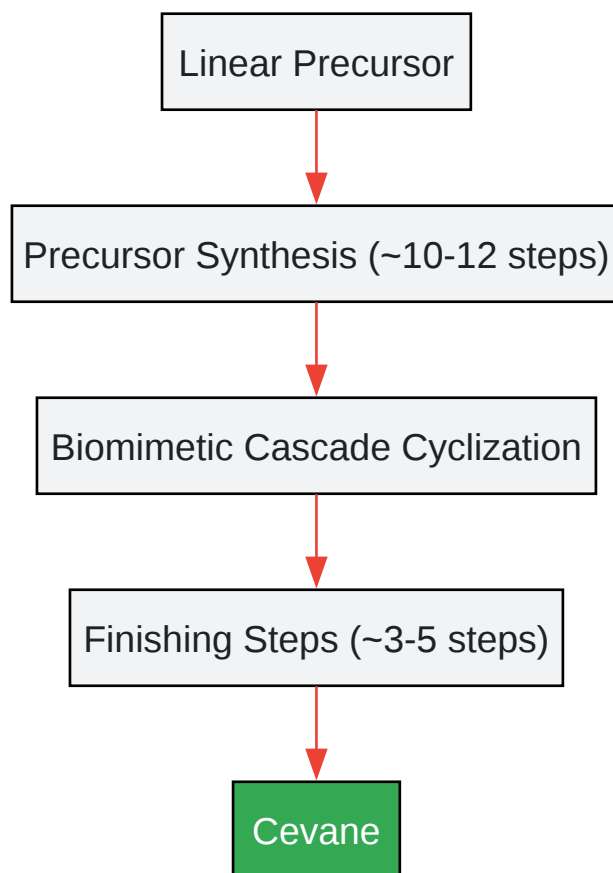 Linear Precursor
Precursor Synthesis (~10-12 steps)
Biomimetic Cascade Cyclization
Finishing Steps (~3-5 steps)
Cevane